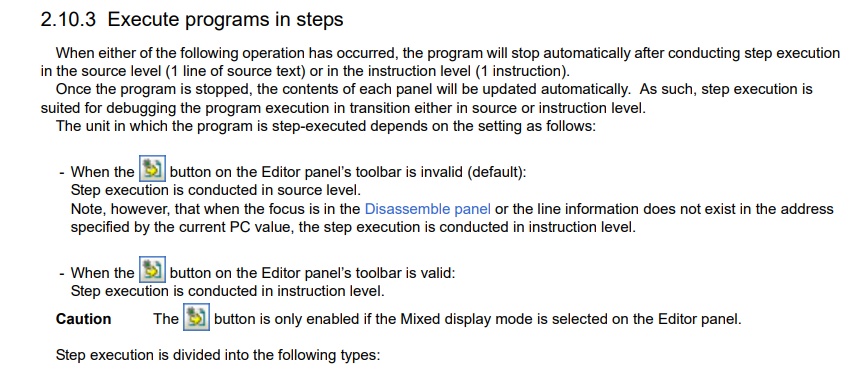 2.10.3 Execute programs in steps
When either of the following operation has occurred, the program will stop automatically after conducting step execution
in the source level (1 line of source text) or in the instruction level (1 instruction).
Once the program is stopped, the contents of each panel will be updated automatically. As such, step execution is
suited for debugging the program execution in transition either in source or instruction level.
The unit in which the program is step-executed depends on the setting as follows:
- When the button on the Editor panel's toolbar is invalid (default):
Step execution is conducted in source level.
Note, however, that when the focus is in the Disassemble panel or the line information does not exist in the address
specified by the current PC value, the step execution is conducted in instruction level.
- When the button on the Editor panel's toolbar is valid:
Step execution is conducted in instruction level.
Caution The button is only enabled if the Mixed display mode is selected on the Editor panel.
Step execution is divided into the following types: